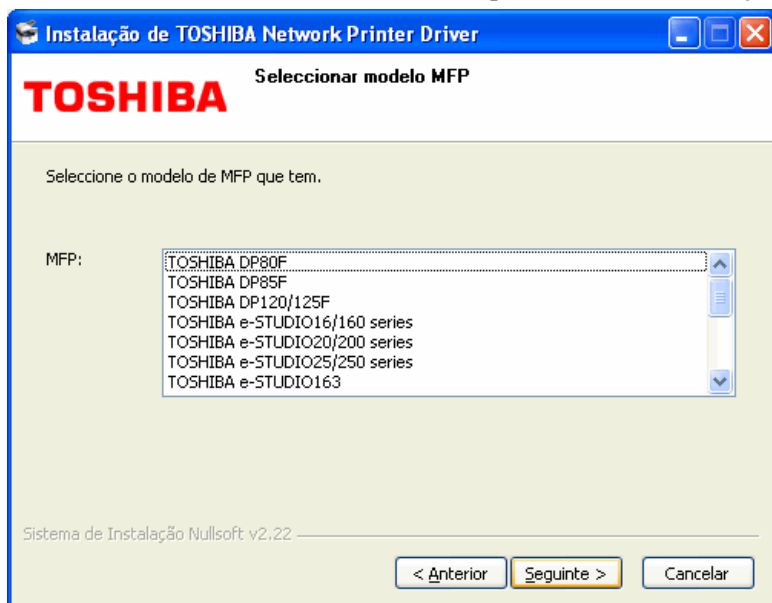 Instalação de TOSHIBA Network Printer Driver
TOSHIBA
Seleccionar modelo MFP
Seleccione o modelo de MFP que tem.
MFP:
TOSHIBA DP80F
TOSHIBA DP85F
TOSHIBA DP120/125F
TOSHIBA e-STUDIO16/160 series
TOSHIBA e-STUDIO20/200 series
TOSHIBA e-STUDIO25/250 series
TOSHIBA e-STUDIO163
Sistema de Instalação Nullsoft v2.22
< Anterior
Seguinte >
Cancelar